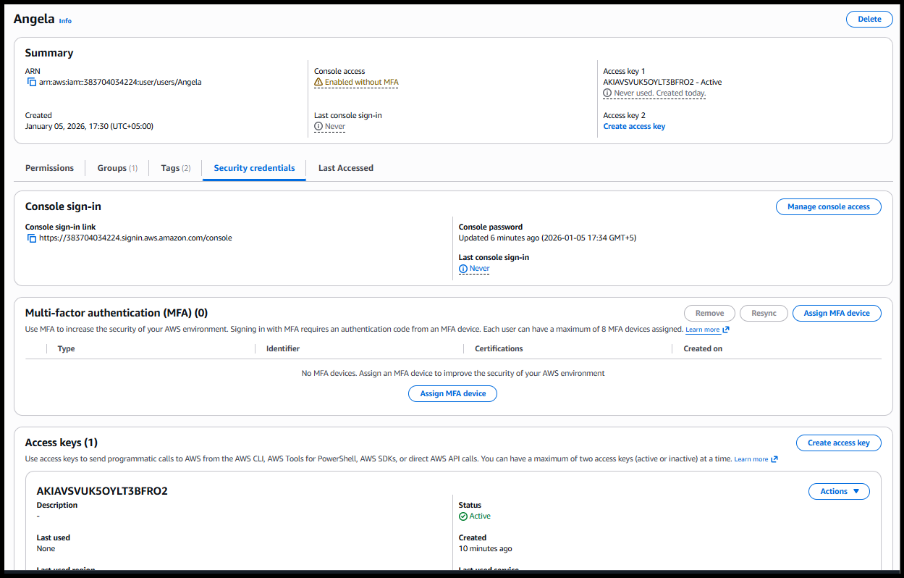 Angela Info
Delete
Summary
ARN
arn:aws:iam::383704034224:user/users/Angela
Console access
Enabled without MFA
Access key 1
AKIAVSVUK5OYLT3BFRO2 - Active
Never used. Created today.
Created
January 05, 2026, 17:30 (UTC+05:00)
Last console sign-in
Never
Access key 2
Create access key
Permissions
Groups (1)
Tags (2)
Security credentials
Last Accessed
Console sign-in
Manage console access
Console sign-in link
https://383704034224.signin.aws.amazon.com/console
Console password
Updated 6 minutes ago (2026-01-05 17:34 GMT+5)
Last console sign-in
Never
Multi-factor authentication (MFA) (0)
Remove
Resync
Assign MFA device
Use MFA to increase the security of your AWS environment. Signing in with MFA requires an authentication code from an MFA device. Each user can have a maximum of 8 MFA devices assigned. Learn more
Type
Identifier
Certifications
Created on
No MFA devices. Assign an MFA device to improve the security of your AWS environment
Assign MFA device
Access keys (1)
Create access key
Use access keys to send programmatic calls to AWS from the AWS CLI, AWS Tools for PowerShell, AWS SDKs, or direct AWS API calls. You can have a maximum of two access keys (active or inactive) at a time. Learn more
AKIAVSVUK5OYLT3BFRO2
Actions
Description
-
Status
Active
Last used
None
Created
10 minutes ago
Last used region
Last used service